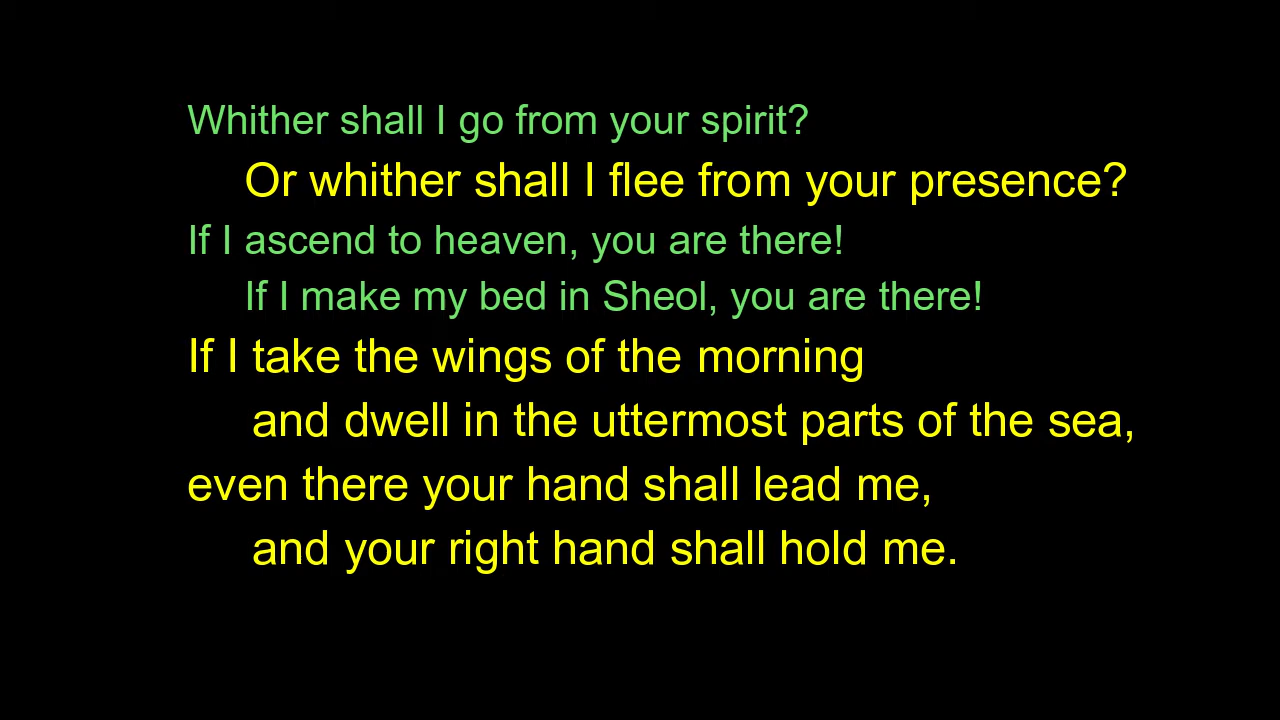 Whither shall I go from your spirit?
Or whither shall I flee from your presence?
If I ascend to heaven, you are there!
If I make my bed in Sheol, you are there!
If I take the wings of the morning
and dwell in the uttermost parts of the sea,
even there your hand shall lead me,
and your right hand shall hold me.